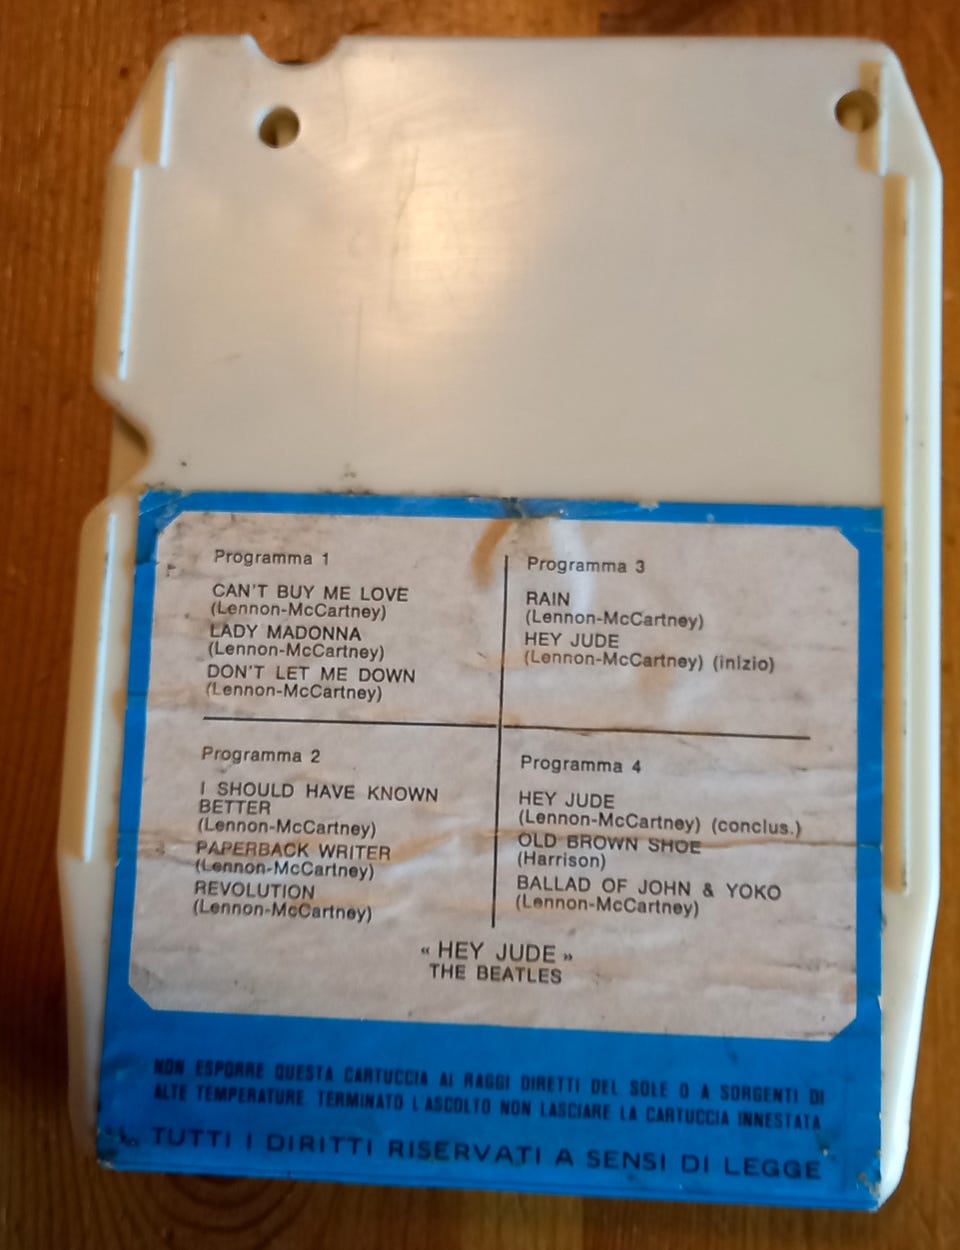 Programma 1
CAN'T BUY ME LOVE
(Lennon-McCartney)
LADY MADONNA
(Lennon-McCartney)
DON'T LET ME DOWN
(Lennon-McCartney)
Programma 2
I SHOULD HAVE KNOWN
BETTER
(Lennon-McCartney)
PAPERBACK WRITER
(Lennon-McCartney)
REVOLUTION
(Lennon-McCartney)
Programma 3
RAIN
(Lennon-McCartney)
HEY JUDE
(Lennon-McCartney) (inizio)
Programma 4
HEY JUDE
(Lennon-McCartney) (conclus.)
OLD BROWN SHOE
(Harrison)
BALLAD OF JOHN & YOKO
(Lennon-McCartney)
« HEY JUDE »
THE BEATLES
NON ESPORRE QUESTA CARTUCCIA AI RAGGI DIRETTI DEL SOLE O A SORGENTI DI
ALTE TEMPERATURE TERMINATO L'ASCOLTO NON LASCIARE LA CARTUCCIA INNESTATA
TUTTI I DIRITTI RISERVATI A SENSI DI LEGGE